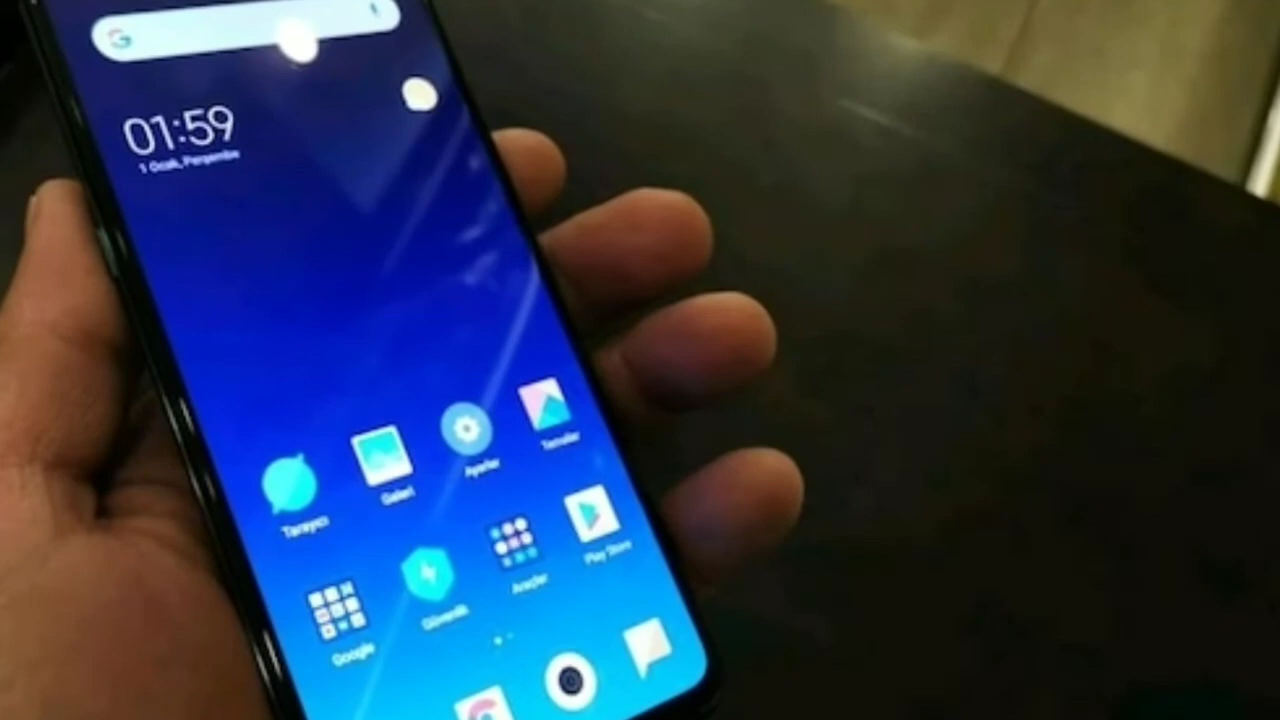 01:59
1 Ocak, Perşembe
Tarayıcı
Galeri
Ayarlar
Temalar
Google
Güvenlik
Araçlar
Play Store